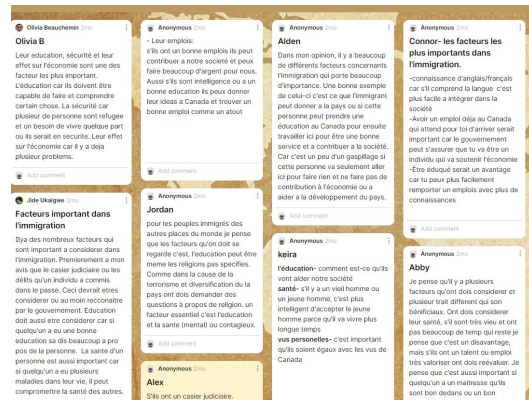 Olivia Beauchemin 2mo
Olivia B
Leur education, sécurité et leur
effet sur l'économie sont une des
facteur les plus important.
L'éducation car ils doivent être
capable de faire et comprendre
certain chose. La sécurité car
plusieur de personne sont refugee
et on besoin de vivre quelque part
ou ils serait en securite. Leur effet
sur l'économie car il y a deja
plusieur problems.
Add comment
Jide Ukaigwe 2mo
Facteurs important dans
l'immigration
Ilya des nombreux facteurs qui
sont important a considerer dans
l'immigration. Premierement a mon
avis que le casier judiciaire ou les
délits qu'un individu a commis
dans le passe. Ceci devrait etres
considerer ou au moin recconaitre
par le gouvernement. Education
doit aussi etre considerer car si
quelqu'un a eu une bonne
education sa dis beaucoup a pro
pos de la personne. La sante d'un
personne est aussi important car
si quelqu'un a eu plusieurs
maladies dans leur vie, il peut
compromettre la santé des autres.
Anonymous 2mo
- Leur emplois:
s'ils ont un bonne emplois ils peut
contribuer a notre societé et peux
faire beaucoup d'argent pour nous.
Aussi s'ils sont intelligence ou a un
bonne education ils peux donner
leur ideas a Canada et trouver un
bonne emploi comme un atout
Add comment
Anonymous 2mo
Jordan
pour les peuples immigrés des
autres places du monde je pense
que les facteurs qu'on doit se
regarde c'est, l'education peut être
meme les religions pas specifies.
Comme dans la cause de la
terrorisme et diversification du la
pays ont dois demander des
questions à propos de religion. un
facteur essentiel c'est l'education
et la sante (mental) ou contagieux.
Add comment
Anonymous 2mo
Alex
S'ils ont un casier judiciaire.
Anonymous 2mo
Alden
Dans mon opinion, il y a beaucoup
de différents facteurs concernants
l'immigration qui porte beaucoup
d'importance. Une bonne exemple
de celui-ci c'est ce que l'immigrant
peut donner a la pays ou si cette
personne peut prendre une
éducation au Canada pour ensuite
travailler ici pour être une bonne
service et a contribuer a la société.
Car c'est un peu d'un gaspillage si
cette personne va seulement aller
ici pour faire rien et ne faire pas de
contribution à l'économie ou a
aider a la développement du pays.
Add comment
Anonymous 2mo
keira
l'éducation- comment est-ce qu'ils
vont aider notre société
santé- s'il y a un vieil homme ou
un jeune homme, c'est plus
intelligent d'accepter le jeune
homme parce qu'il va vivre plus
longue temps
vus personelles- c'est important
qu'ils soient égaux avec les vus de
Canada
Anonymous 2mo
Connor- les facteurs les
plus importants dans
l'immigration.
-connaissance d'anglais/français
car s'il comprend la langue c'est
plus facile a intégrer dans la
société
-Avoir un emploi déja au Canada
qui attend pour toi d'arriver serait
important car le gouvernement
peut s'assurer que tu va être un
individu qui va soutenir l'économie
-Être éduqué serait un avantage
car tu peux plus facilement
remporter un emplois avec plus de
connaissances
Add comment
Anonymous 2mo
Abby
Je pense qu'il y a plusieurs
facteurs qu'ont dois considerer et
plusieur trait different qui son
bénificiaux. Ont dois considerer
leur santé, si il sont très vieu et ont
pas beaucoup de temp qui reste je
pense que c'est un disavantage,
mais s'ils ont un talent ou emploi
très valoriser ont dois reévaluer. Je
pense que c'est aussi important si
quelqu'un a un maitresse qu'ils
sont bon dedans ou un bon